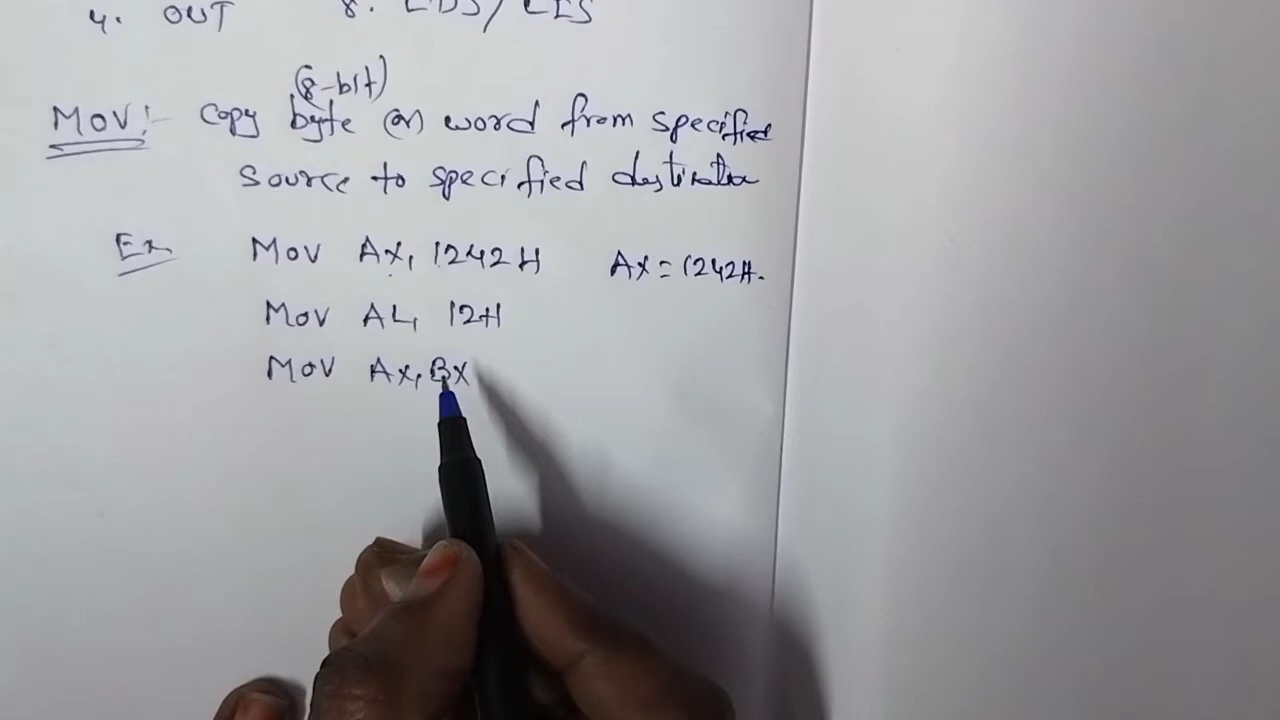 4. OUT 8. LDS/LES
(8-bit)
MOV:- Copy byte (or) word from specified
source to specified destination
Ex Mov Ax, 1242H Ax = 1242H.
Mov AL, 12H
Mov Ax, Bx